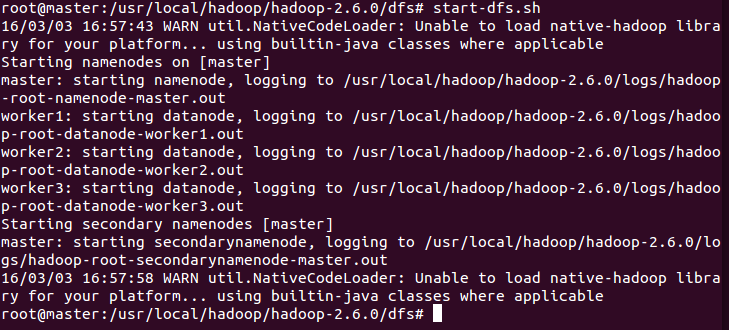 root@master:/usr/local/hadoop/hadoop-2.6.0/dfs# start-dfs.sh
16/03/03 16:57:43 WARN util.NativeCodeLoader: Unable to load native-hadoop libra
ry for your platform... using builtin-java classes where applicable
Starting namenodes on [master]
master: starting namenode, logging to /usr/local/hadoop/hadoop-2.6.0/logs/hadoop
-root-namenode-master.out
worker1: starting datanode, logging to /usr/local/hadoop/hadoop-2.6.0/logs/hadoo
p-root-datanode-worker1.out
worker2: starting datanode, logging to /usr/local/hadoop/hadoop-2.6.0/logs/hadoo
p-root-datanode-worker2.out
worker3: starting datanode, logging to /usr/local/hadoop/hadoop-2.6.0/logs/hadoo
p-root-datanode-worker3.out
Starting secondary namenodes [master]
master: starting secondarynamenode, logging to /usr/local/hadoop/hadoop-2.6.0/lo
gs/hadoop-root-secondarynamenode-master.out
16/03/03 16:57:58 WARN util.NativeCodeLoader: Unable to load native-hadoop libra
ry for your platform... using builtin-java classes where applicable
root@master:/usr/local/hadoop/hadoop-2.6.0/dfs#